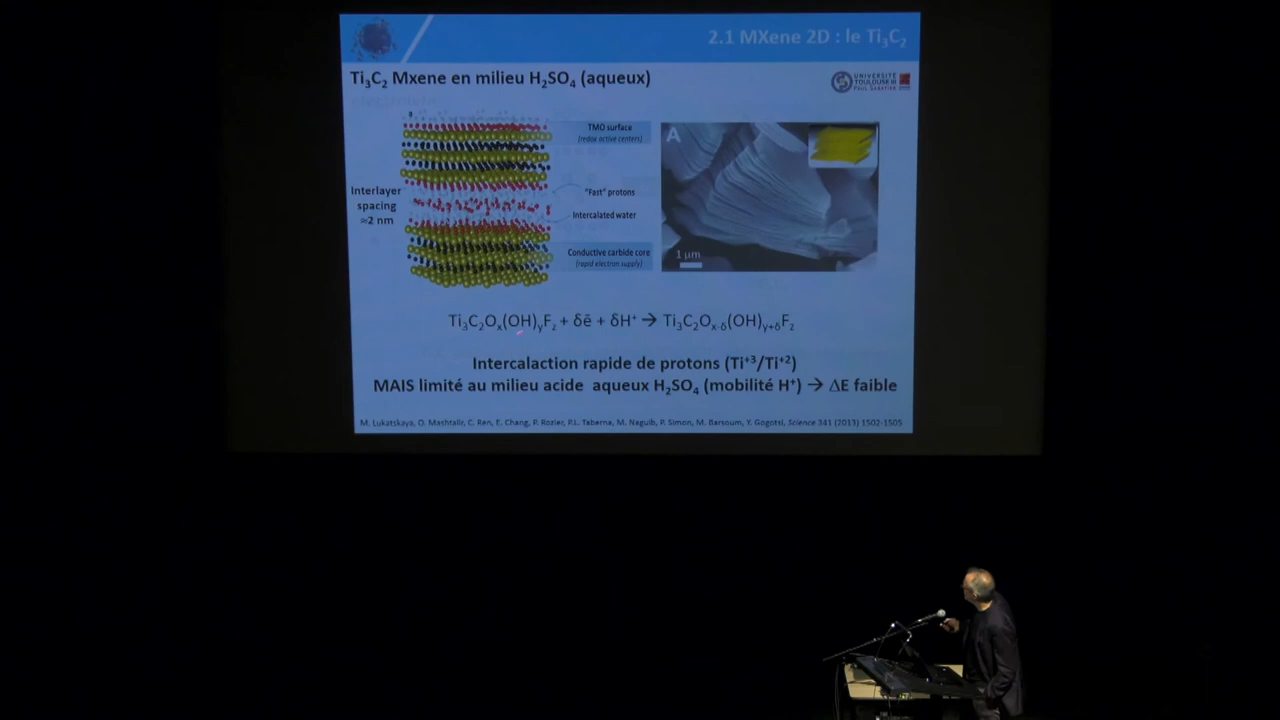 2.1 MXene 2D : le Ti₃C₂
Ti₃C₂ Mxene en milieu H₂SO₄ (aqueux)
UNIVERSITÉ
TOULOUSE III
PAUL SABATIER
TMO surface
(redox active centers)
Interlayer
spacing
≈2 nm
"Fast" protons
Intercalated water
Conductive carbide core
(rapid electron supply)
A
1 μm
Ti₃C₂Oₓ(OH)ᵧF_z + δē + δH⁺ → Ti₃C₂Oₓ₋δ(OH)ᵧ₊δF_z
Intercalaction rapide de protons (Ti⁺³/Ti⁺²)
MAIS limité au milieu acide aqueux H₂SO₄ (mobilité H⁺) → ΔE faible
M. Lukatskaya, O. Mashtalir, C. Ren, E. Chang, P. Rozier, P.L. Taberna, M. Naguib, P. Simon, M. Barsoum, Y. Gogotsi, Science 341 (2013) 1502-1505